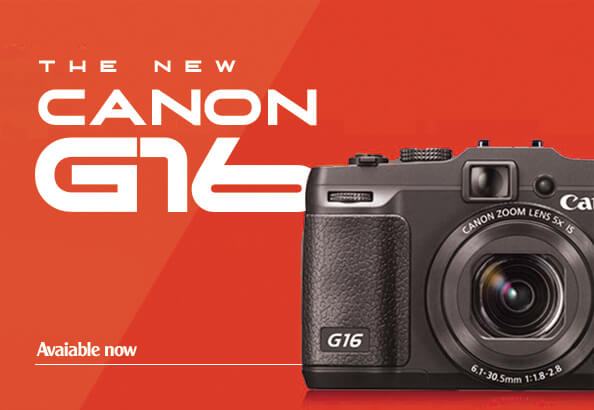 THE NEW
CANON
G16
CANON ZOOM LENS 5x IS
G16
6.1-30.5mm 1:1.8-2.8
Avaiable now